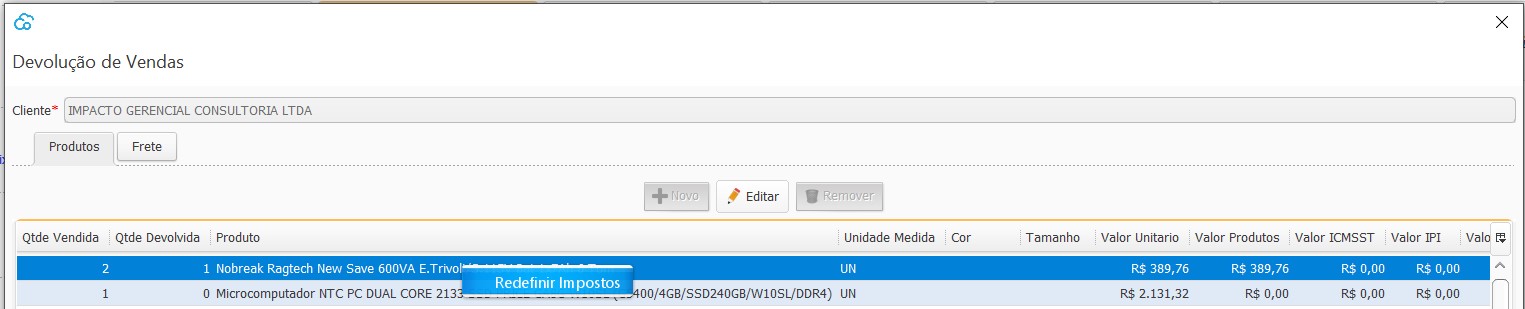 Devolução de Vendas
Cliente* IMPACTO GERENCIAL CONSULTORIA LTDA
Produtos Frete
Novo Editar Remover
Qtde Vendida Qtde Devolvida Produto Unidade Medida Cor Tamanho Valor Unitario Valor Produtos Valor ICMSST Valor IPI Valo
2 1 Nobreak Ragtech New Save 600VA E.Trivol UN R$ 389,76 R$ 389,76 R$ 0,00 R$ 0,00
Redefinir Impostos
1 0 Microcomputador NTC PC DUAL CORE 2133 /4GB/SSD240GB/W10SL/DDR4) UN R$ 2.131,32 R$ 0,00 R$ 0,00 R$ 0,00